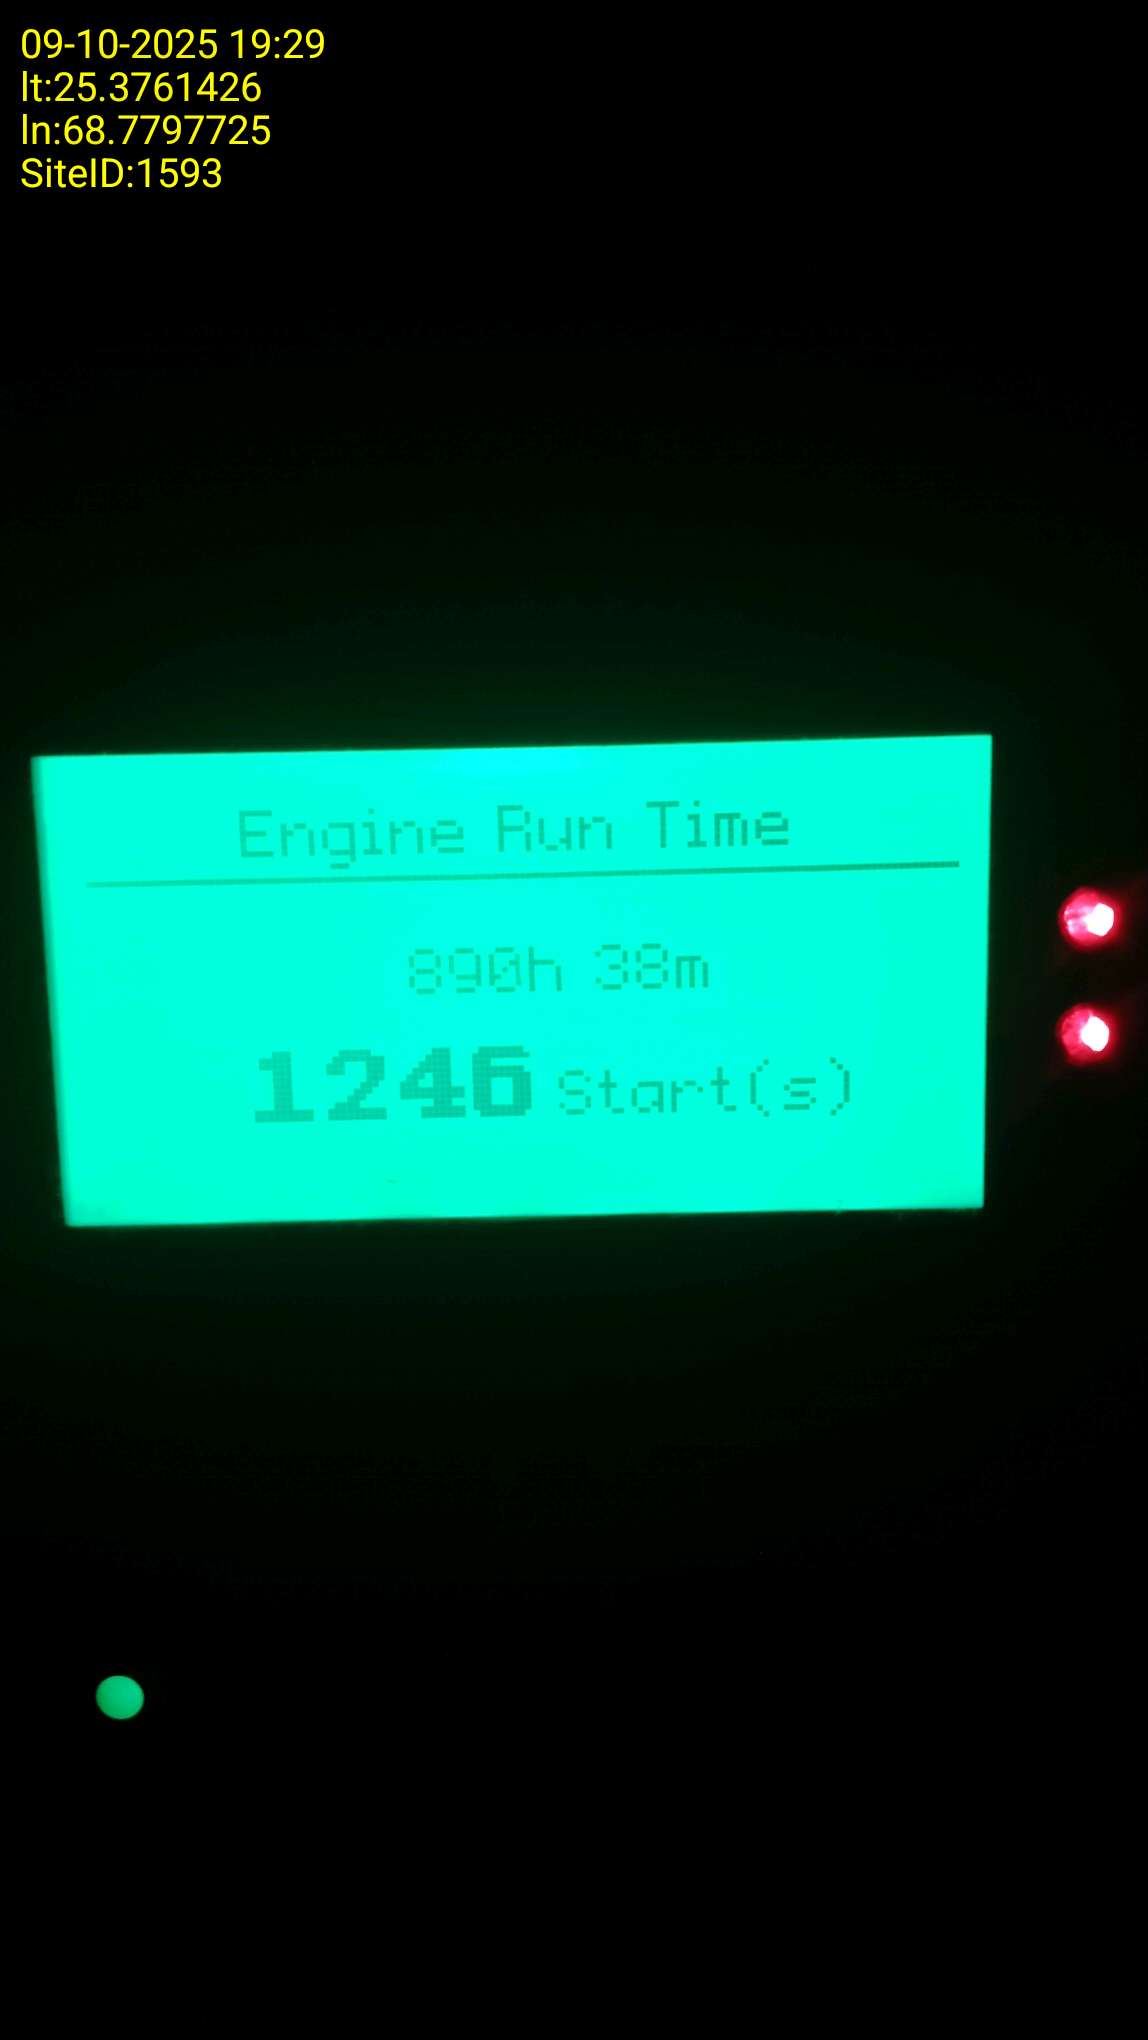 09-10-2025 19:29
lt:25.3761426
ln:68.7797725
SiteID:1593
Engine Run Time
890h 38m
1246 Start(s)